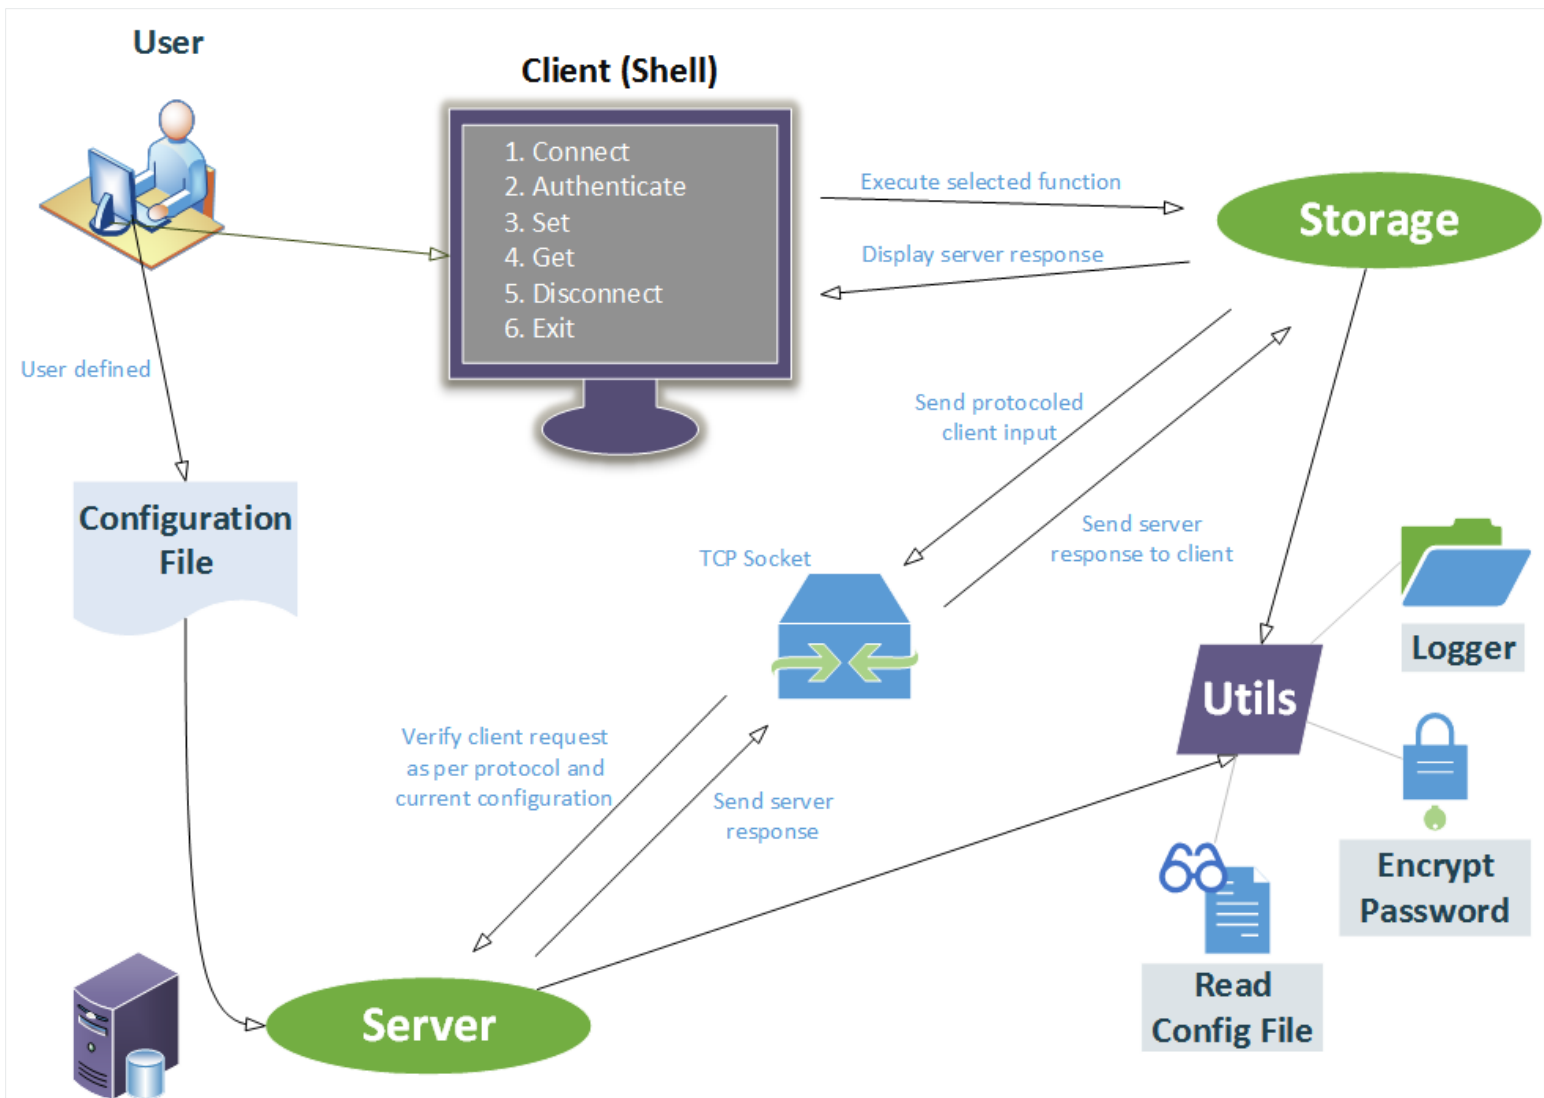 User
Client (Shell)
1. Connect
2. Authenticate
3. Set
4. Get
5. Disconnect
6. Exit
Execute selected function
Storage
Display server response
User defined
Send protocoled
client input
Configuration
File
Send server
response to client
TCP Socket
Logger
Utils
Verify client request
as per protocol and
current configuration
Send server
response
Encrypt
Password
Read
Config File
Server